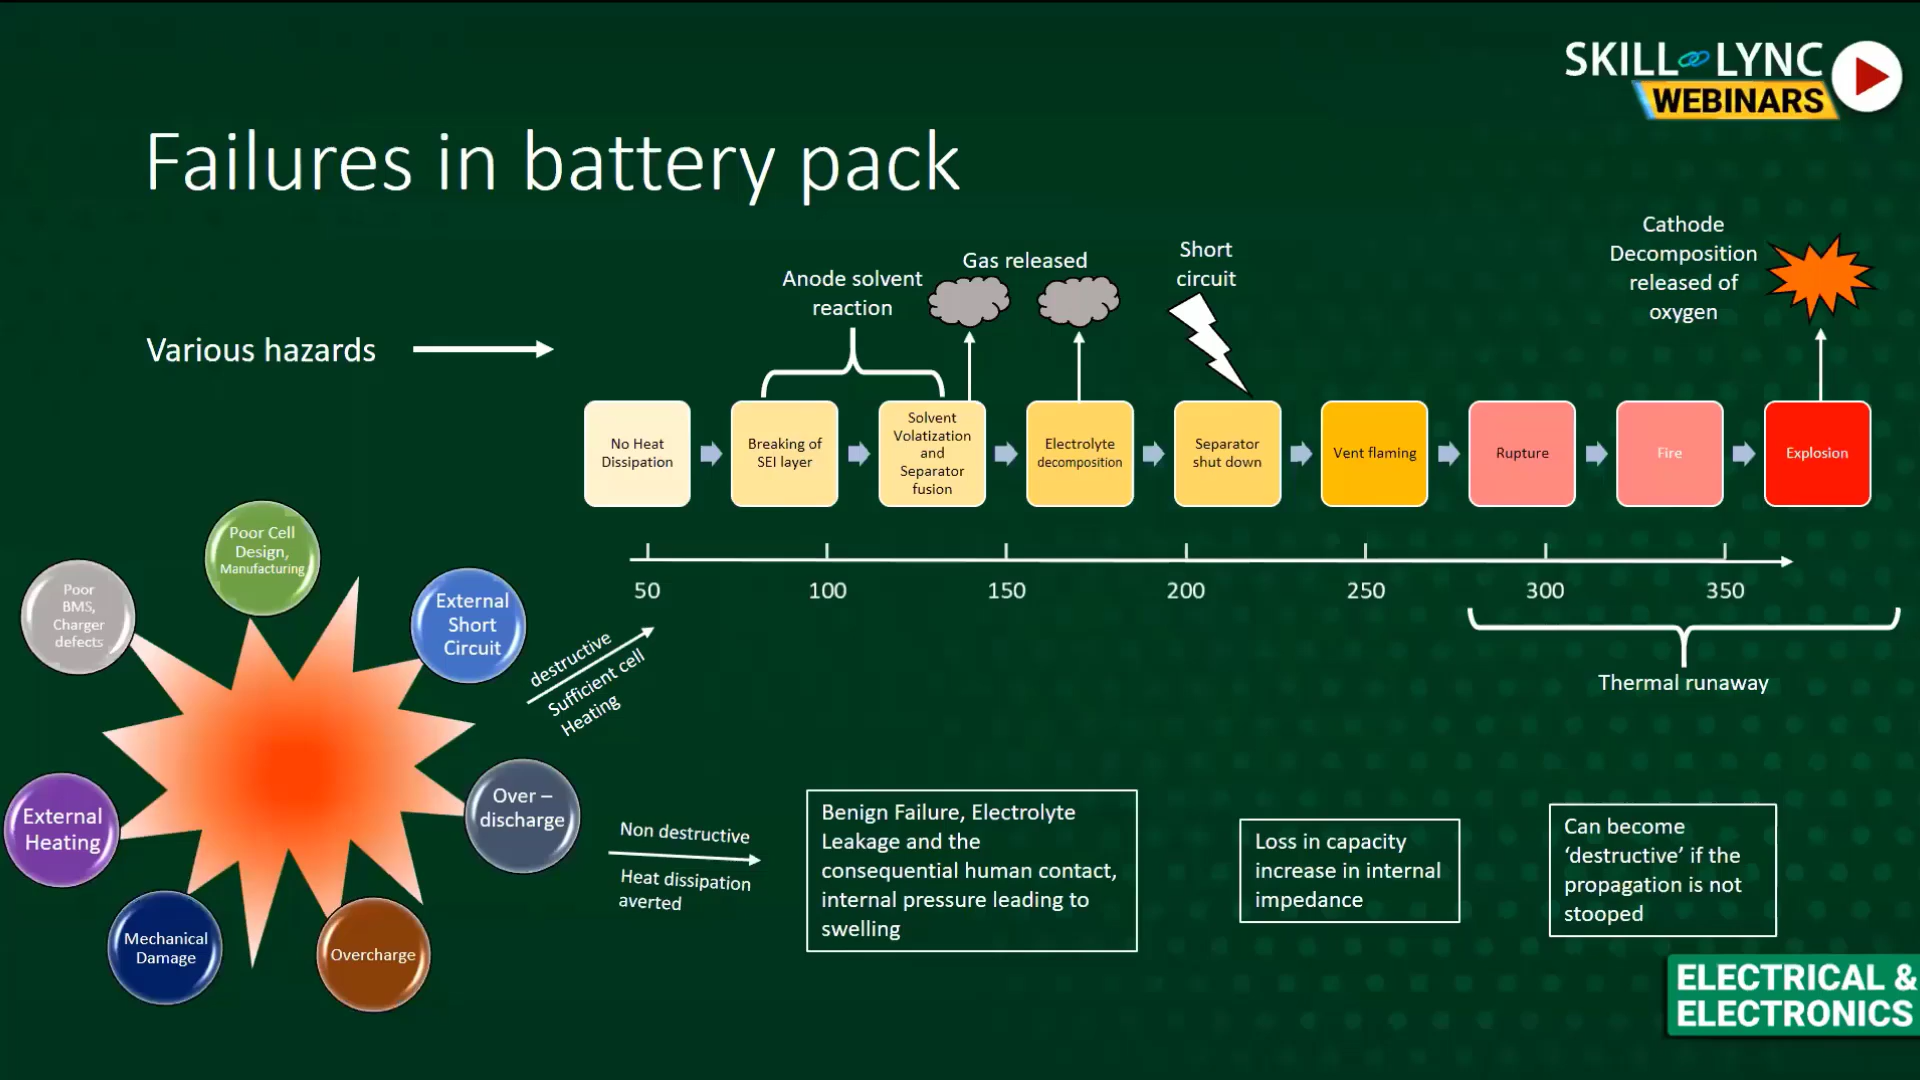 SKILL LYNC
WEBINARS
Failures in battery pack
Various hazards
Anode solvent
reaction
Gas released
Short
circuit
Cathode
Decomposition
released of
oxygen
No Heat
Dissipation
Breaking of
SEI layer
Solvent
Volatization
and
Separator
fusion
Electrolyte
decomposition
Separator
shut down
Vent flaming
Rupture
Fire
Explosion
50 100 150 200 250 300 350
Thermal runaway
Poor Cell
Design,
Manufacturing
Poor
BMS,
Charger
defects
External
Short
Circuit
Over –
discharge
External
Heating
Mechanical
Damage
Overcharge
destructive
Sufficient cell
Heating
Non destructive
Heat dissipation
averted
Benign Failure, Electrolyte
Leakage and the
consequential human contact,
internal pressure leading to
swelling
Loss in capacity
increase in internal
impedance
Can become
‘destructive’ if the
propagation is not
stooped
ELECTRICAL &
ELECTRONICS